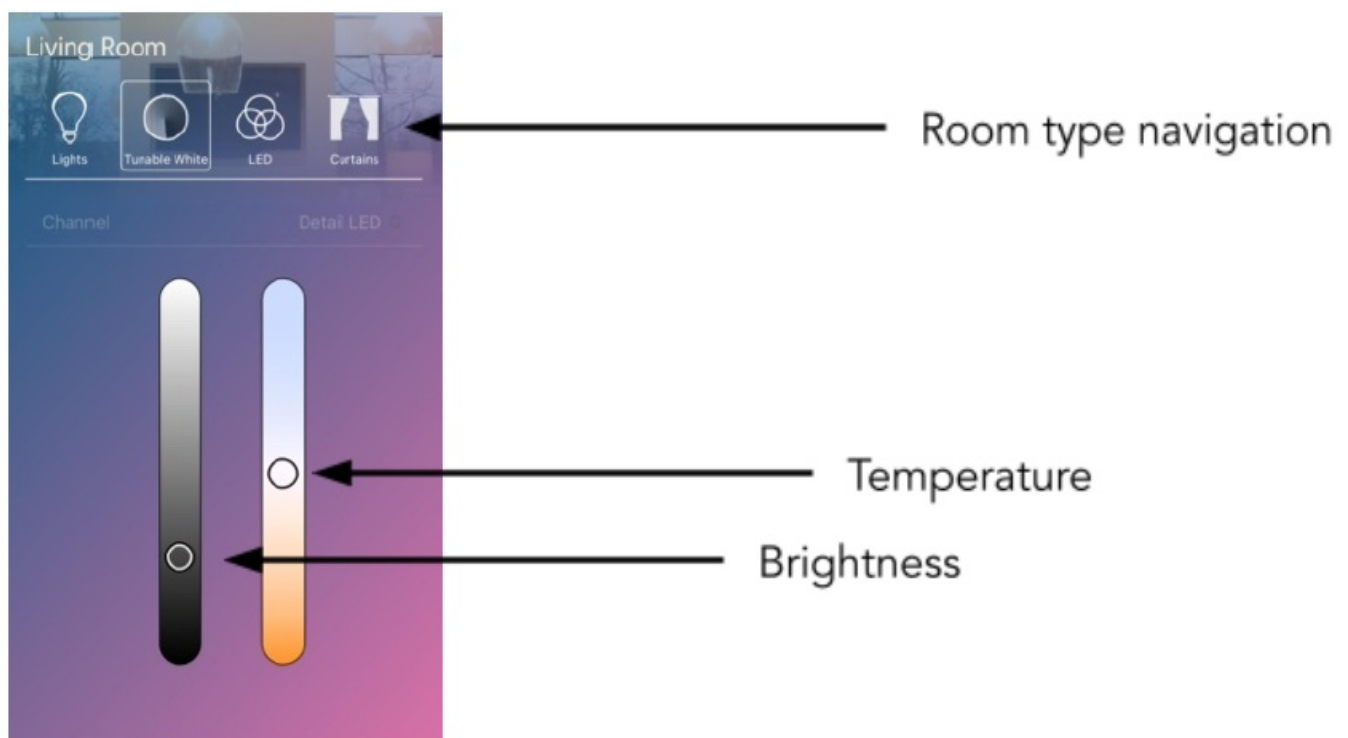 Living Room
Lights Tunable White LED Curtains
Room type navigation
Channel Detail LED
Temperature
Brightness